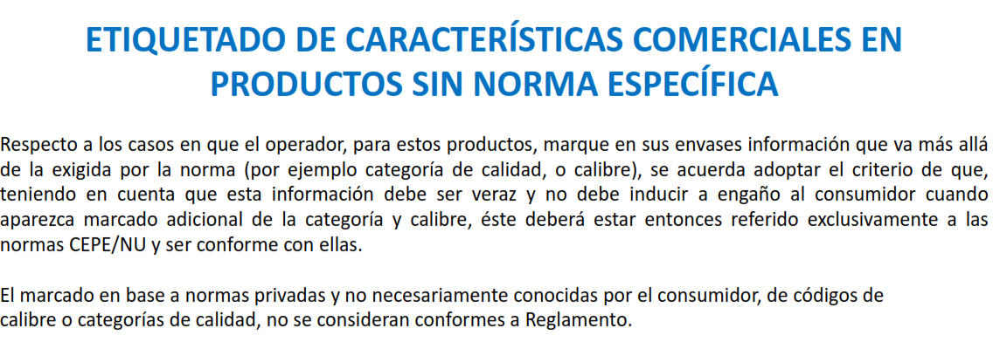 ETIQUETADO DE CARACTERÍSTICAS COMERCIALES EN
PRODUCTOS SIN NORMA ESPECÍFICA
Respecto a los casos en que el operador, para estos productos, marque en sus envases información que va más allá
de la exigida por la norma (por ejemplo categoría de calidad, o calibre), se acuerda adoptar el criterio de que,
teniendo en cuenta que esta información debe ser veraz y no debe inducir a engaño al consumidor cuando
aparezca marcado adicional de la categoría y calibre, éste deberá estar entonces referido exclusivamente a las
normas CEPE/NU y ser conforme con ellas.
El marcado en base a normas privadas y no necesariamente conocidas por el consumidor, de códigos de
calibre o categorías de calidad, no se consideran conformes a Reglamento.